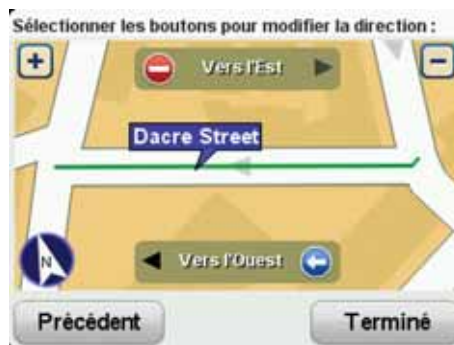 Sélectionner les boutons pour modifier la direction :
Vers l'Est
Dacre Street
N
Vers l'Ouest
Précédent
Terminé